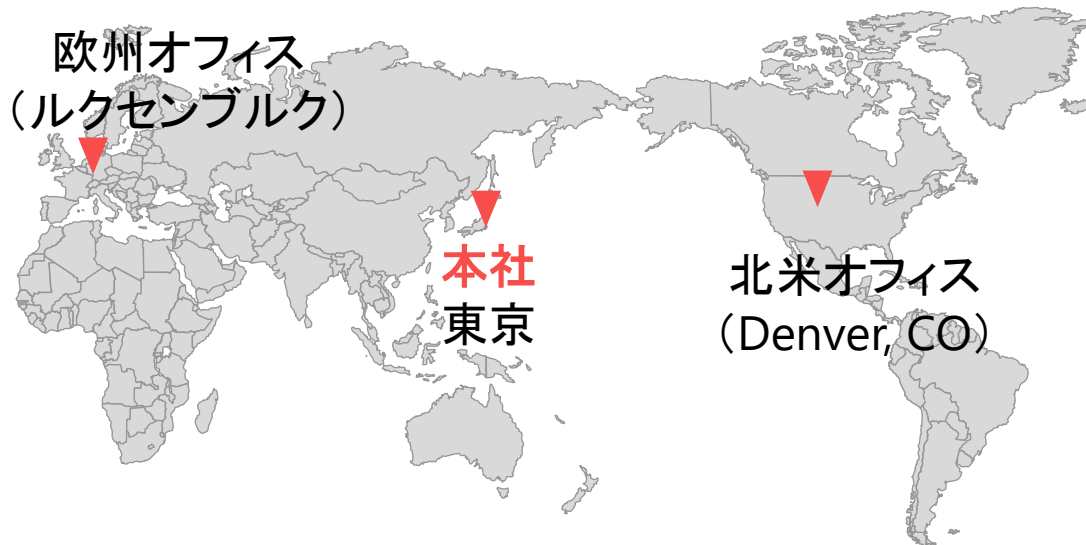 欧州オフィス
（ルクセンブルク）
本社
東京
北米オフィス
（Denver, CO）